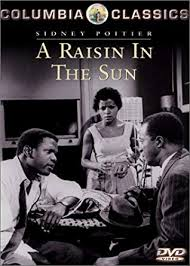 COLUMBIA CLASSICS
SIDNEY POITIER
A RAISIN IN
THE SUN
DVD
VIDEO